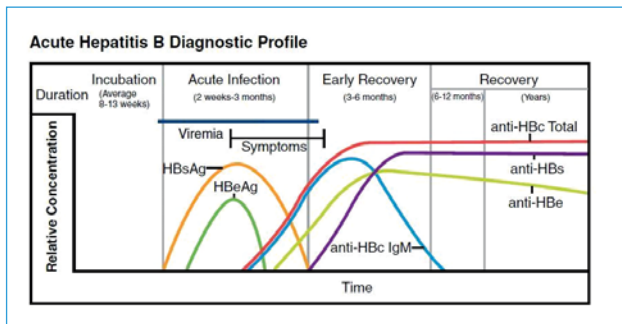 Acute Hepatitis B Diagnostic Profile
Duration
Incubation
(Average
8-13 weeks)
Acute Infection
(2 weeks-3 months)
Early Recovery
(3-6 months)
Recovery
(6-12 months)
(Years)
Relative Concentration
Viremia
Symptoms
HBsAg
HBeAg
anti-HBc Total
anti-HBs
anti-HBe
anti-HBc IgM
Time